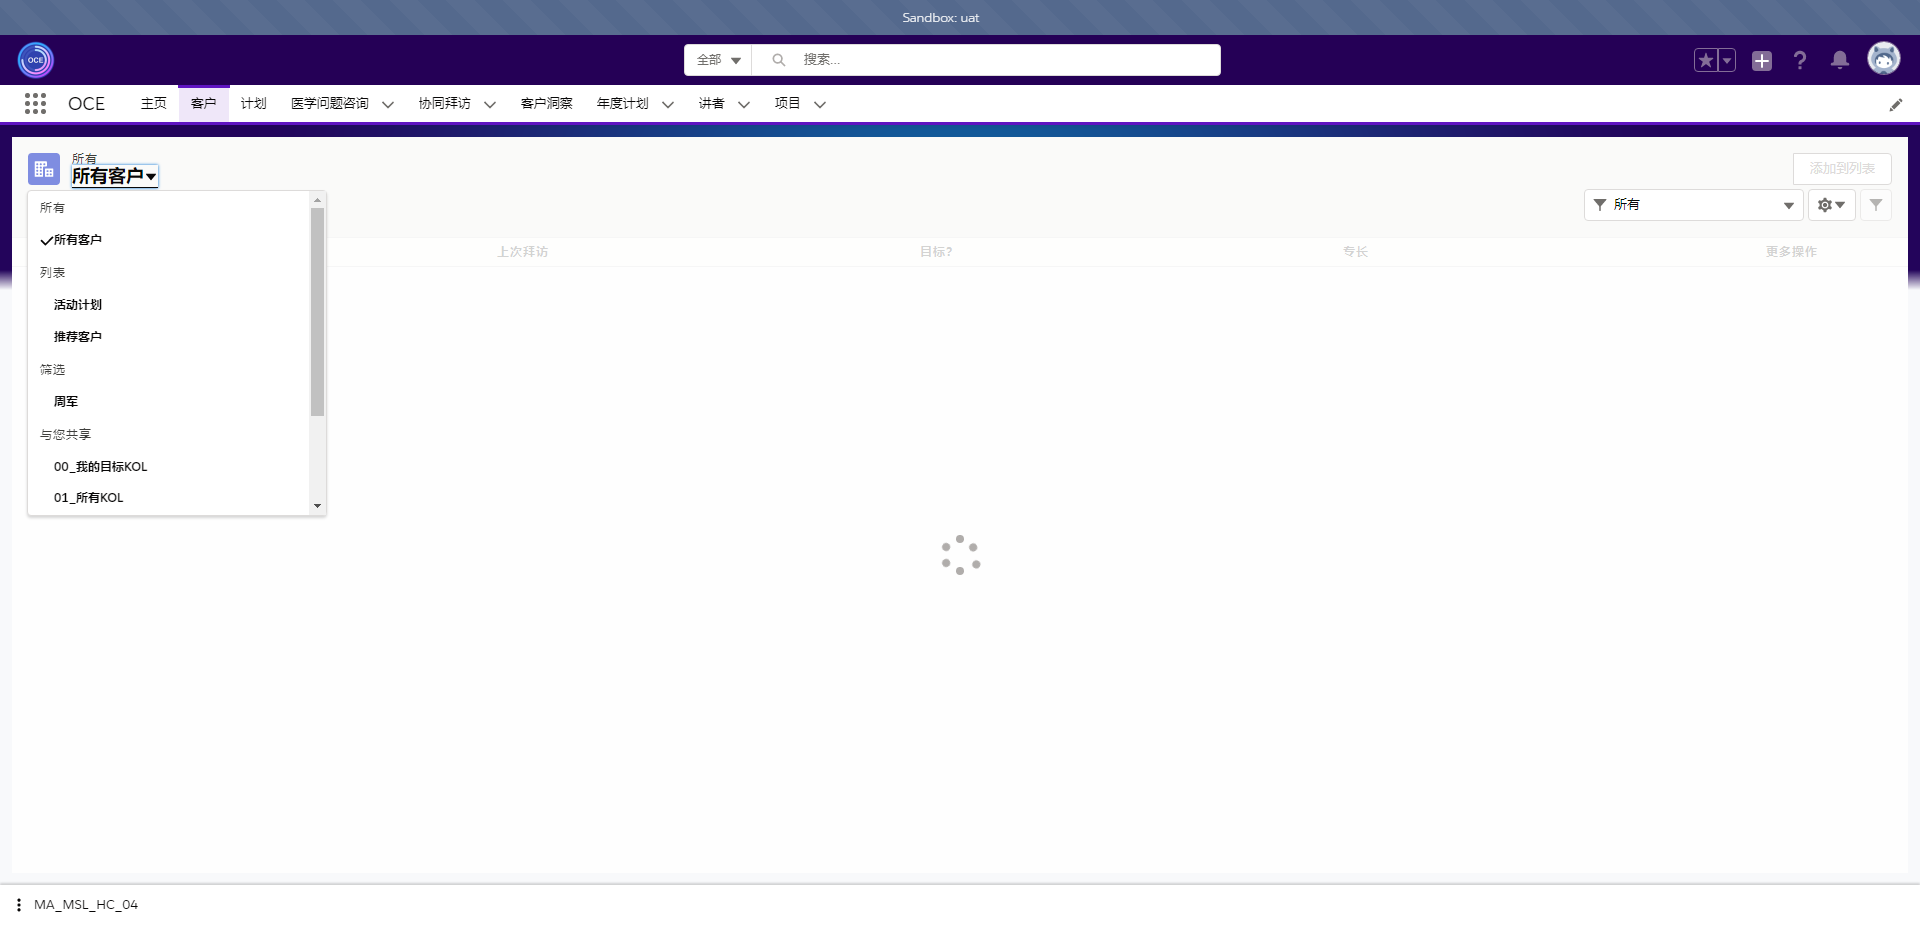 Sandbox: uat
OCE
全部
搜索...
OCE
主页
客户
计划
医学问题咨询
协同拜访
客户洞察
年度计划
讲者
项目
所有
所有客户
添加到列表
所有
所有
所有客户
列表
活动计划
推荐客户
筛选
周军
与您共享
00_我的目标KOL
01_所有KOL
上次拜访
目标?
专长
更多操作
MA_MSL_HC_04